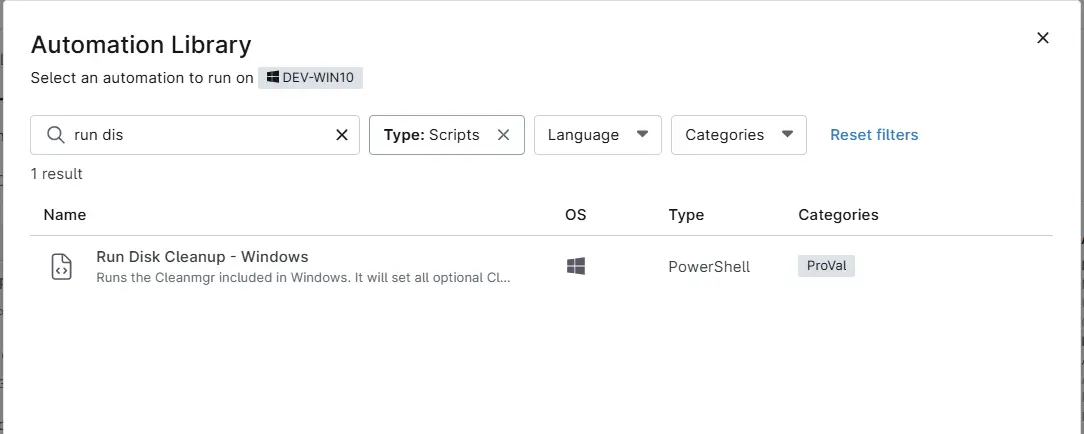 Automation Library
Select an automation to run on DEV-WIN10
run dis Type: Scripts Language Categories Reset filters
1 result
Name OS Type Categories
Run Disk Cleanup - Windows
Runs the Cleanmgr included in Windows. It will set all optional Cl...
PowerShell ProVal